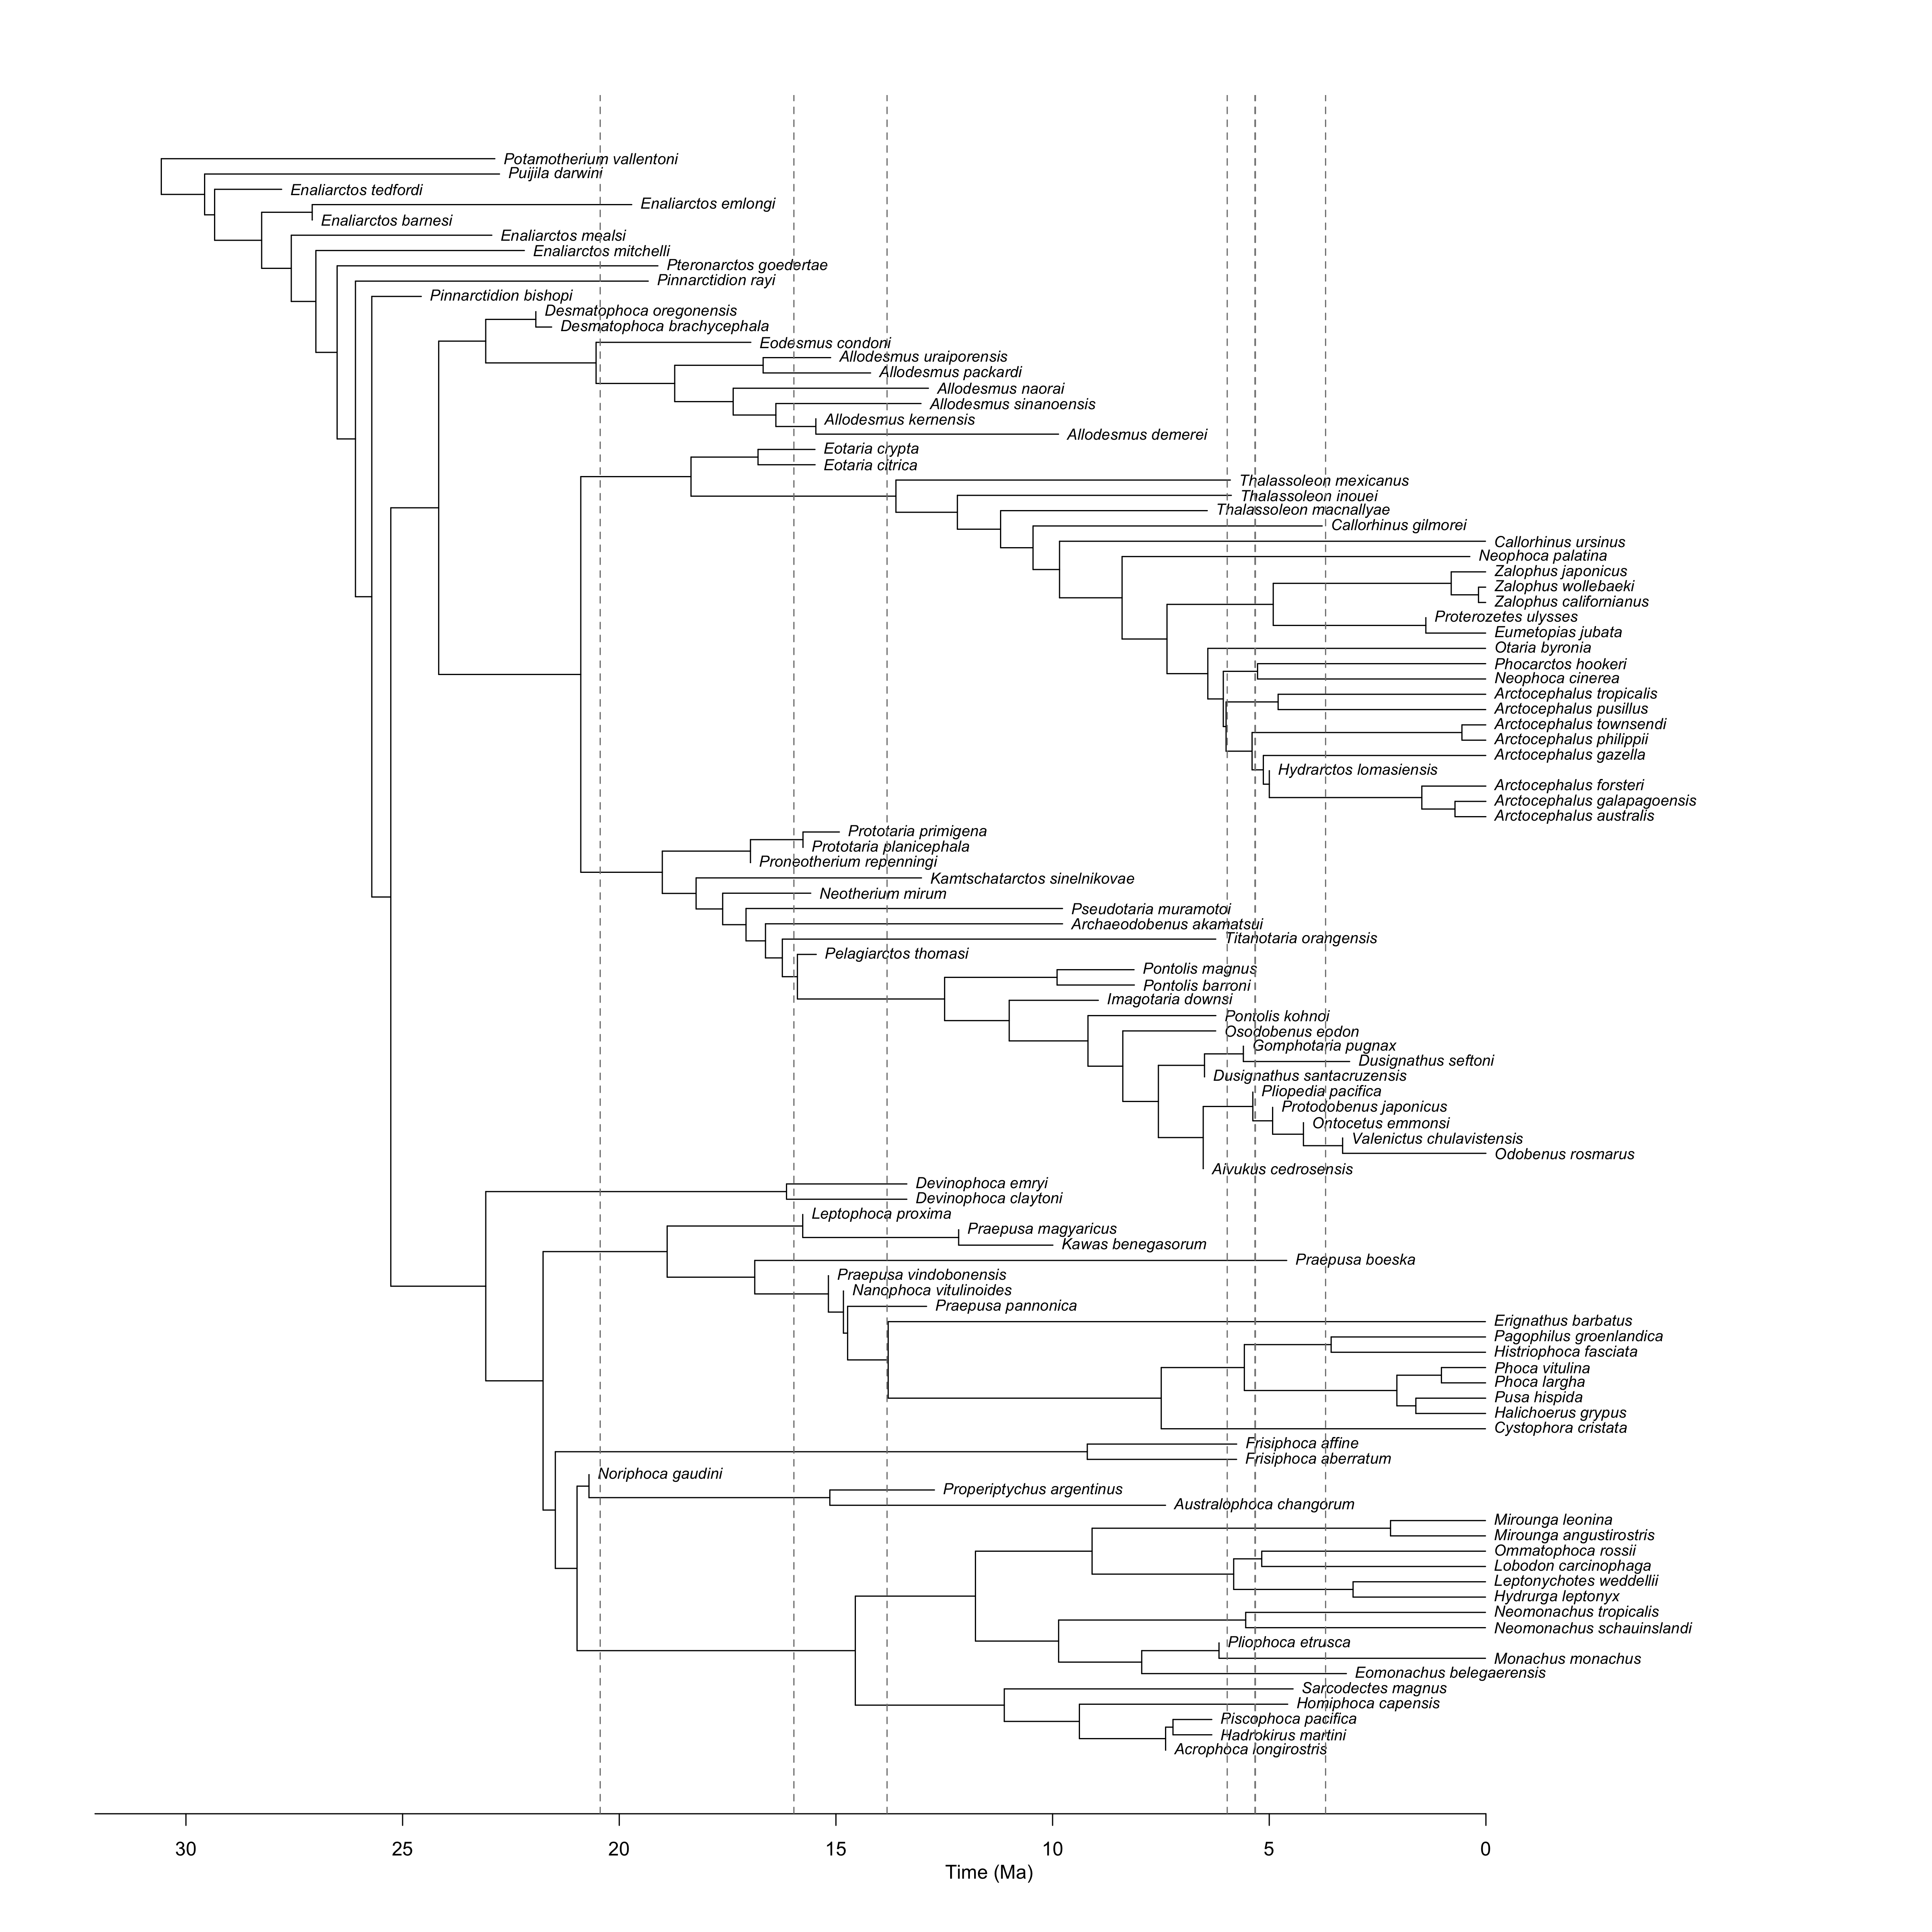 Potamotherium vallentoni
Puijila darwini
Enaliarctos tedfordi
Enaliarctos emlongi
Enaliarctos barnesi
Enaliarctos mealsi
Enaliarctos mitchelli
Pteronarctos goedertae
Pinnarctidion rayi
Pinnarctidion bishopi
Desmatophoca oregonensis
Desmatophoca brachycephala
Eodesmus condoni
Allodesmus uraiporensis
Allodesmus packardi
Allodesmus naorai
Allodesmus sinanoensis
Allodesmus kernensis
Allodesmus demerei
Eotaria crypta
Eotaria citrica
Thalassoleon mexicanus
Thalassoleon inouei
Thalassoleon macnallyae
Callorhinus gilmorei
Callorhinus ursinus
Neophoca palatina
Zalophus japonicus
Zalophus wollebaeki
Zalophus californianus
Proterozetes ulysses
Eumetopias jubata
Otaria byronia
Phocarctos hookeri
Neophoca cinerea
Arctocephalus tropicalis
Arctocephalus pusillus
Arctocephalus townsendi
Arctocephalus philippii
Arctocephalus gazella
Hydrarctos lomasiensis
Arctocephalus forsteri
Arctocephalus galapagoensis
Arctocephalus australis
Prototaria primigena
Prototaria planicephala
Proneotherium repenningi
Kamtschatarctos sinelnikovae
Neotherium mirum
Pseudotaria muramotoi
Archaeodobenus akamatsui
Titanotaria orangensis
Pelagiarctos thomasi
Pontolis magnus
Pontolis barroni
Imagotaria downsi
Pontolis kohnoi
Osodobenus eodon
Gomphotaria pugnax
Dusignathus seftoni
Dusignathus santacruzensis
Pliopedia pacifica
Protodobenus japonicus
Ontocetus emmonsi
Valenictus chulavistensis
Odobenus rosmarus
Aivukus cedrosensis
Devinophoca emryi
Devinophoca claytoni
Leptophoca proxima
Praepusa magyaricus
Kawas benegasorum
Praepusa boeska
Praepusa vindobonensis
Nanophoca vitulinoides
Praepusa pannonica
Erignathus barbatus
Pagophilus groenlandica
Histriophoca fasciata
Phoca vitulina
Phoca largha
Pusa hispida
Halichoerus grypus
Cystophora cristata
Frisiphoca affine
Frisiphoca aberratum
Noriphoca gaudini
Properiptychus argentinus
Australophoca changorum
Mirounga leonina
Mirounga angustirostris
Ommatophoca rossii
Lobodon carcinophaga
Leptonychotes weddellii
Hydrurga leptonyx
Neomonachus tropicalis
Neomonachus schauinslandi
Pliophoca etrusca
Monachus monachus
Eomonachus belegaerensis
Sarcodectes magnus
Homiphoca capensis
Piscophoca pacifica
Hadrokirus martini
Acrophoca longirostris
30 25 20 15 10 5 0
Time (Ma)